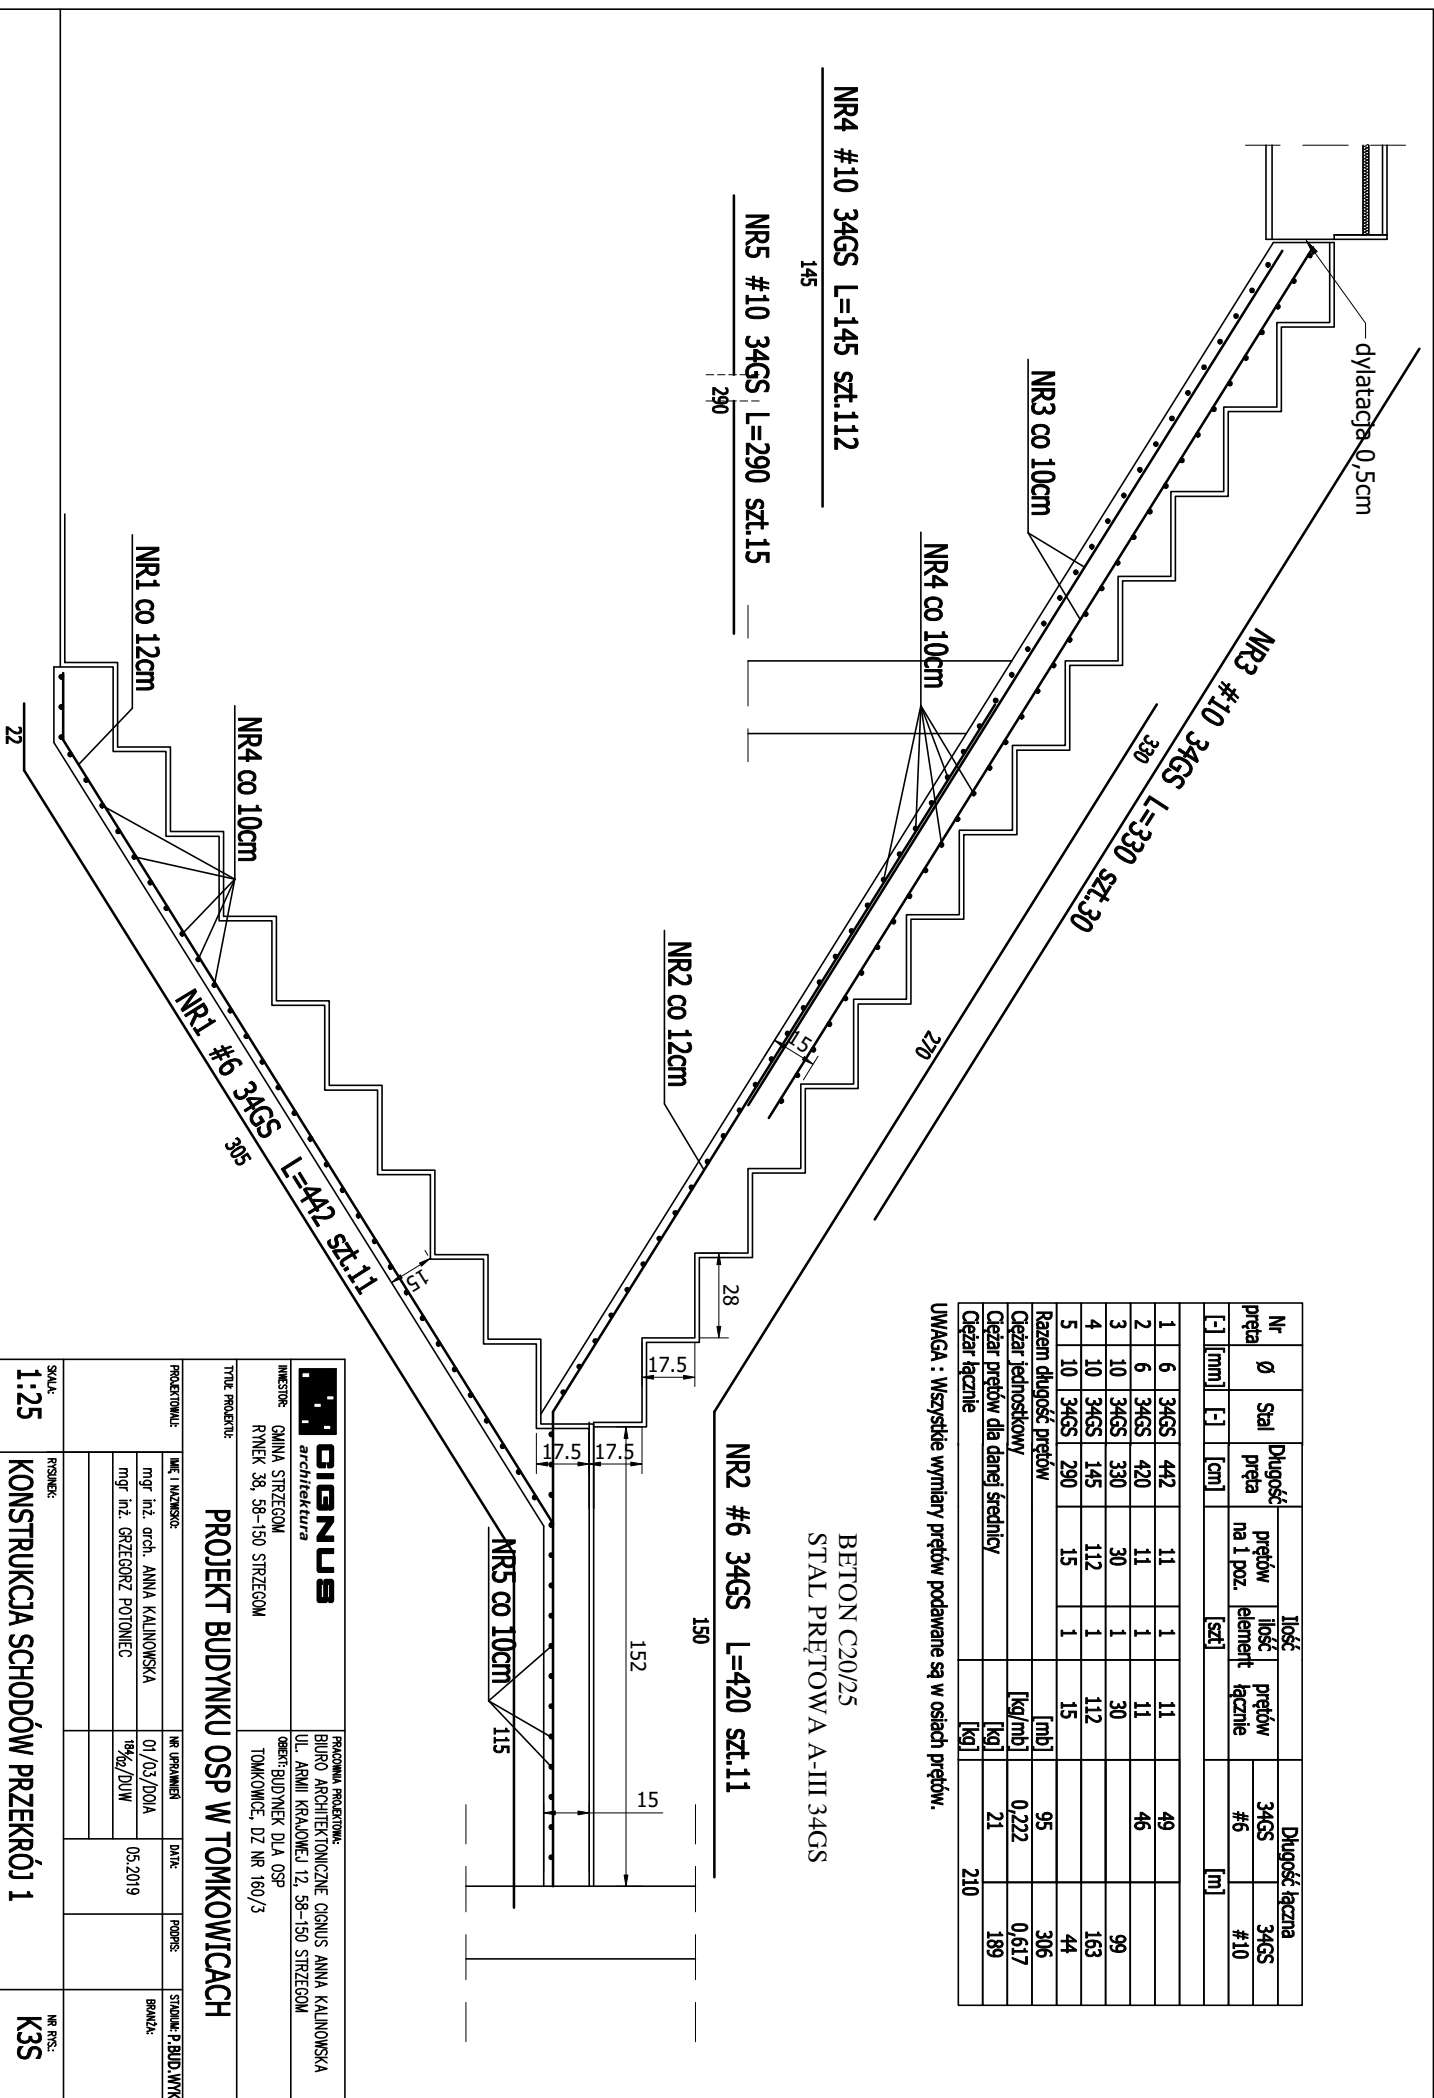 dylatacja 0,5cm
NR3 #10 34GS L=330 szt.30
330
NR3 co 10cm
NR4 #10 34GS L=145 szt.112
145
NR5 #10 34GS L=290 szt.15
290
NR4 co 10cm
270
NR2 co 12cm
15
28
17.5
NR1 co 12cm
NR4 co 10cm
22
NR1 #6 34GS L=442 szt.11
305
15
17.5 17.5
152
15
NR5 co 10cm
115
NR2 #6 34GS L=420 szt.11
150
BETON C20/25
STAL PRĘTOWA A-III 34GS
Nr pręta Ø Stal Długość pręta Ilość Długość łączna
prętów na 1 poz. ilość element prętów łącznie 34GS #6 34GS #10
[-] [mm] [-] [cm] [szt] [m]
1 6 34GS 442 11 1 11 49
2 6 34GS 420 11 1 11 46
3 10 34GS 330 30 1 30 99
4 10 34GS 145 112 1 112 163
5 10 34GS 290 15 1 15 44
Razem długość prętów [mb] 95 306
Ciężar jednostkowy [kg/mb] 0,222 0,617
Ciężar prętów dla danej średnicy [kg] 21 189
Ciężar łącznie [kg] 210
UWAGA : Wszystkie wymiary prętów podawane są w osiach prętów.
CIGNUS
architektura
PRACOWNIA PROJEKTOWA:
BIURO ARCHITEKTONICZNE CIGNUS ANNA KALINOWSKA
UL. ARMII KRAJOWEJ 12, 58-150 STRZEGOM
INWESTOR: GMINA STRZEGOM
RYNEK 38, 58-150 STRZEGOM
OBIEKT: BUDYNEK DLA OSP
TOMKOWICE, DZ NR 160/3
TYTUŁ PROJEKTU:
PROJEKT BUDYNKU OSP W TOMKOWICACH
PROJEKTOWALI: IMIĘ I NAZWISKO: NR UPRAWNIEŃ DATA: PODPIS: STADIUM: P.BUD.WYK
mgr inż. arch. ANNA KALINOWSKA 01/03/DOIA 05.2019 BRANŻA:
mgr inż. GRZEGORZ POTONIEC 184/02/DUW
SKALA: RYSUNEK: NR RYS.:
1:25 KONSTRUKCJA SCHODÓW PRZEKRÓJ 1 K3S